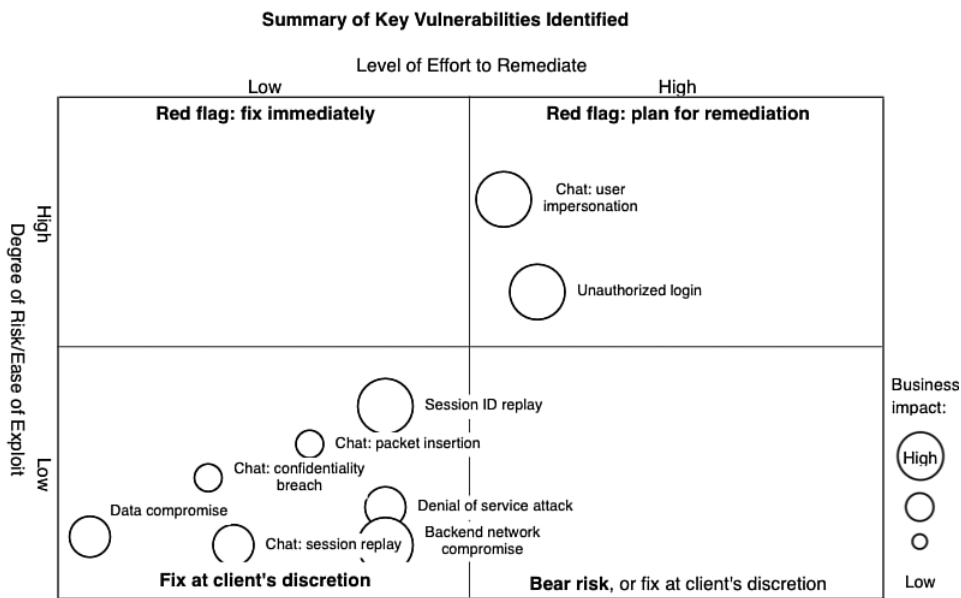 Summary of Key Vulnerabilities Identified
Level of Effort to Remediate
Low
High
Red flag: fix immediately
Red flag: plan for remediation
High
Low
Degree of Risk/Ease of Exploit
Chat: user
impersonation
Unauthorized login
Session ID replay
Chat: packet insertion
Chat: confidentiality
breach
Data compromise
Denial of service attack
Chat: session replay
Backend network
compromise
Fix at client's discretion
Bear risk, or fix at client's discretion
Business
impact:
High
Low